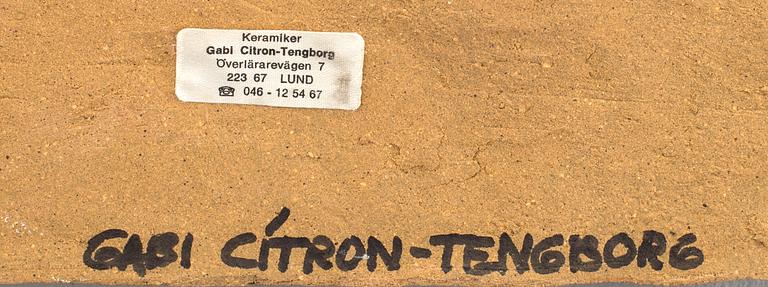 Keramiker
Gabi Citron-Tengborg
Överlärarevägen 7
223 67 LUND
☎ 046 - 12 54 67
GABI CÍTRON-TENGBORG